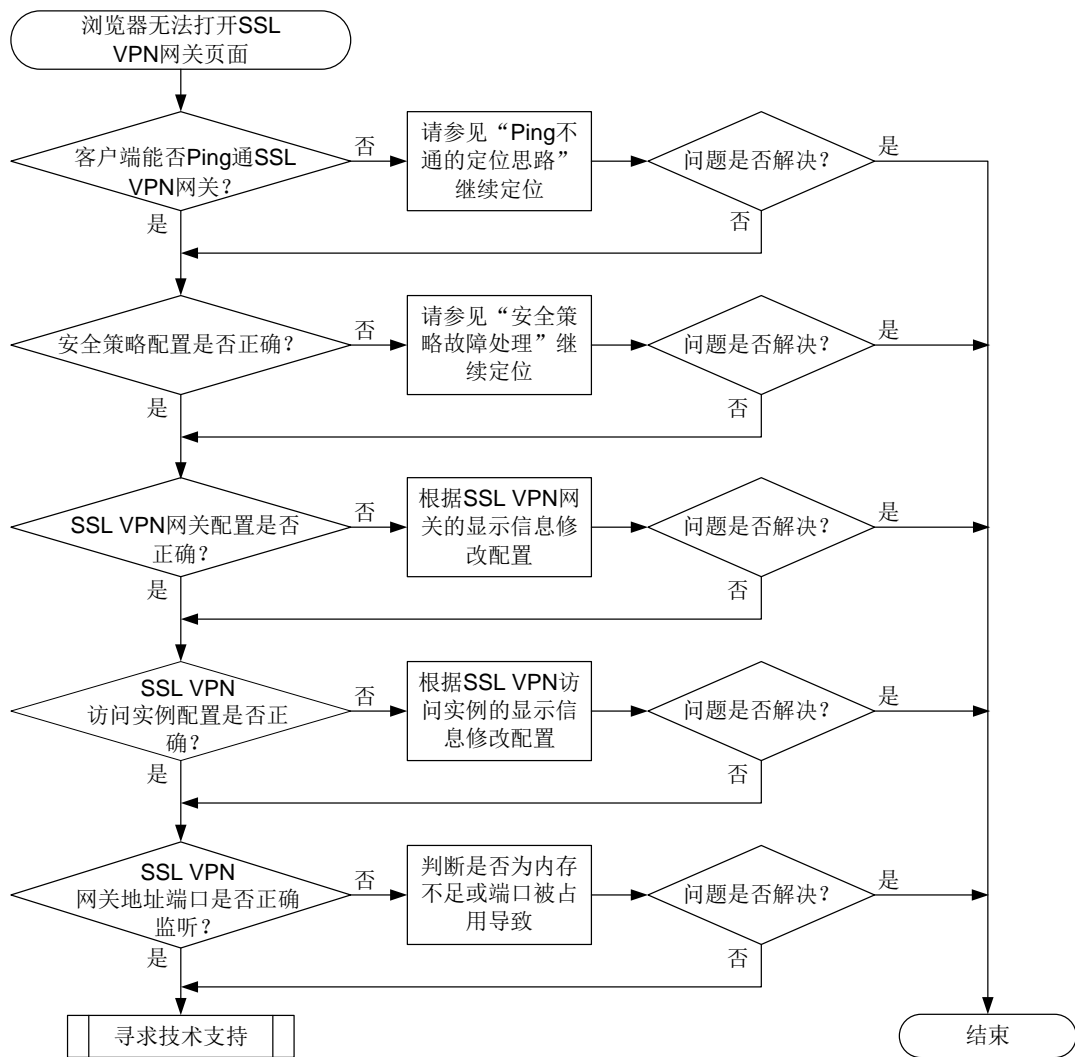 浏览器无法打开SSL
VPN网关页面
客户端能否Ping通SSL
VPN网关？
否
请参见“Ping不
通的定位思路”
继续定位
问题是否解决？
是
是
否
安全策略配置是否正确？
否
请参见“安全策
略故障处理”继
续定位
问题是否解决？
是
是
否
SSL VPN网关配置是否
正确？
否
根据SSL VPN网
关的显示信息修
改配置
问题是否解决？
是
是
否
SSL VPN
访问实例配置是否正
确？
否
根据SSL VPN访
问实例的显示信
息修改配置
问题是否解决？
是
是
否
SSL VPN
网关地址端口是否正确
监听？
否
判断是否为内存
不足或端口被占
用导致
问题是否解决？
是
是
否
寻求技术支持
结束